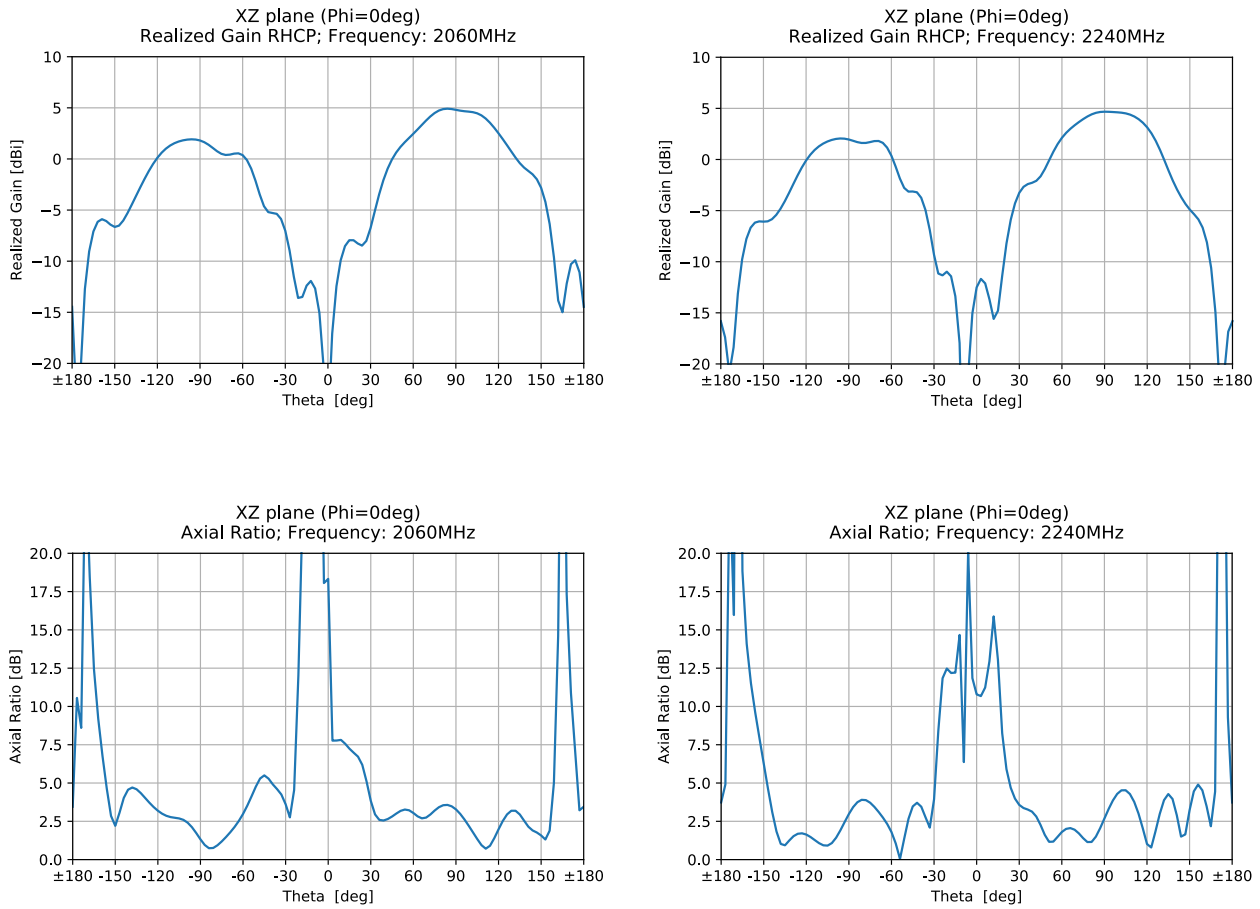 XZ plane (Phi=0deg)
Realized Gain RHCP; Frequency: 2060MHz
10
5
0
−5
−10
−15
−20
Realized Gain [dBi]
±180 -150 -120 -90 -60 -30 0 30 60 90 120 150 ±180
Theta [deg]
XZ plane (Phi=0deg)
Realized Gain RHCP; Frequency: 2240MHz
10
5
0
−5
−10
−15
−20
Realized Gain [dBi]
±180 -150 -120 -90 -60 -30 0 30 60 90 120 150 ±180
Theta [deg]
XZ plane (Phi=0deg)
Axial Ratio; Frequency: 2060MHz
20.0
17.5
15.0
12.5
10.0
7.5
5.0
2.5
0.0
Axial Ratio [dB]
±180 -150 -120 -90 -60 -30 0 30 60 90 120 150 ±180
Theta [deg]
XZ plane (Phi=0deg)
Axial Ratio; Frequency: 2240MHz
20.0
17.5
15.0
12.5
10.0
7.5
5.0
2.5
0.0
Axial Ratio [dB]
±180 -150 -120 -90 -60 -30 0 30 60 90 120 150 ±180
Theta [deg]